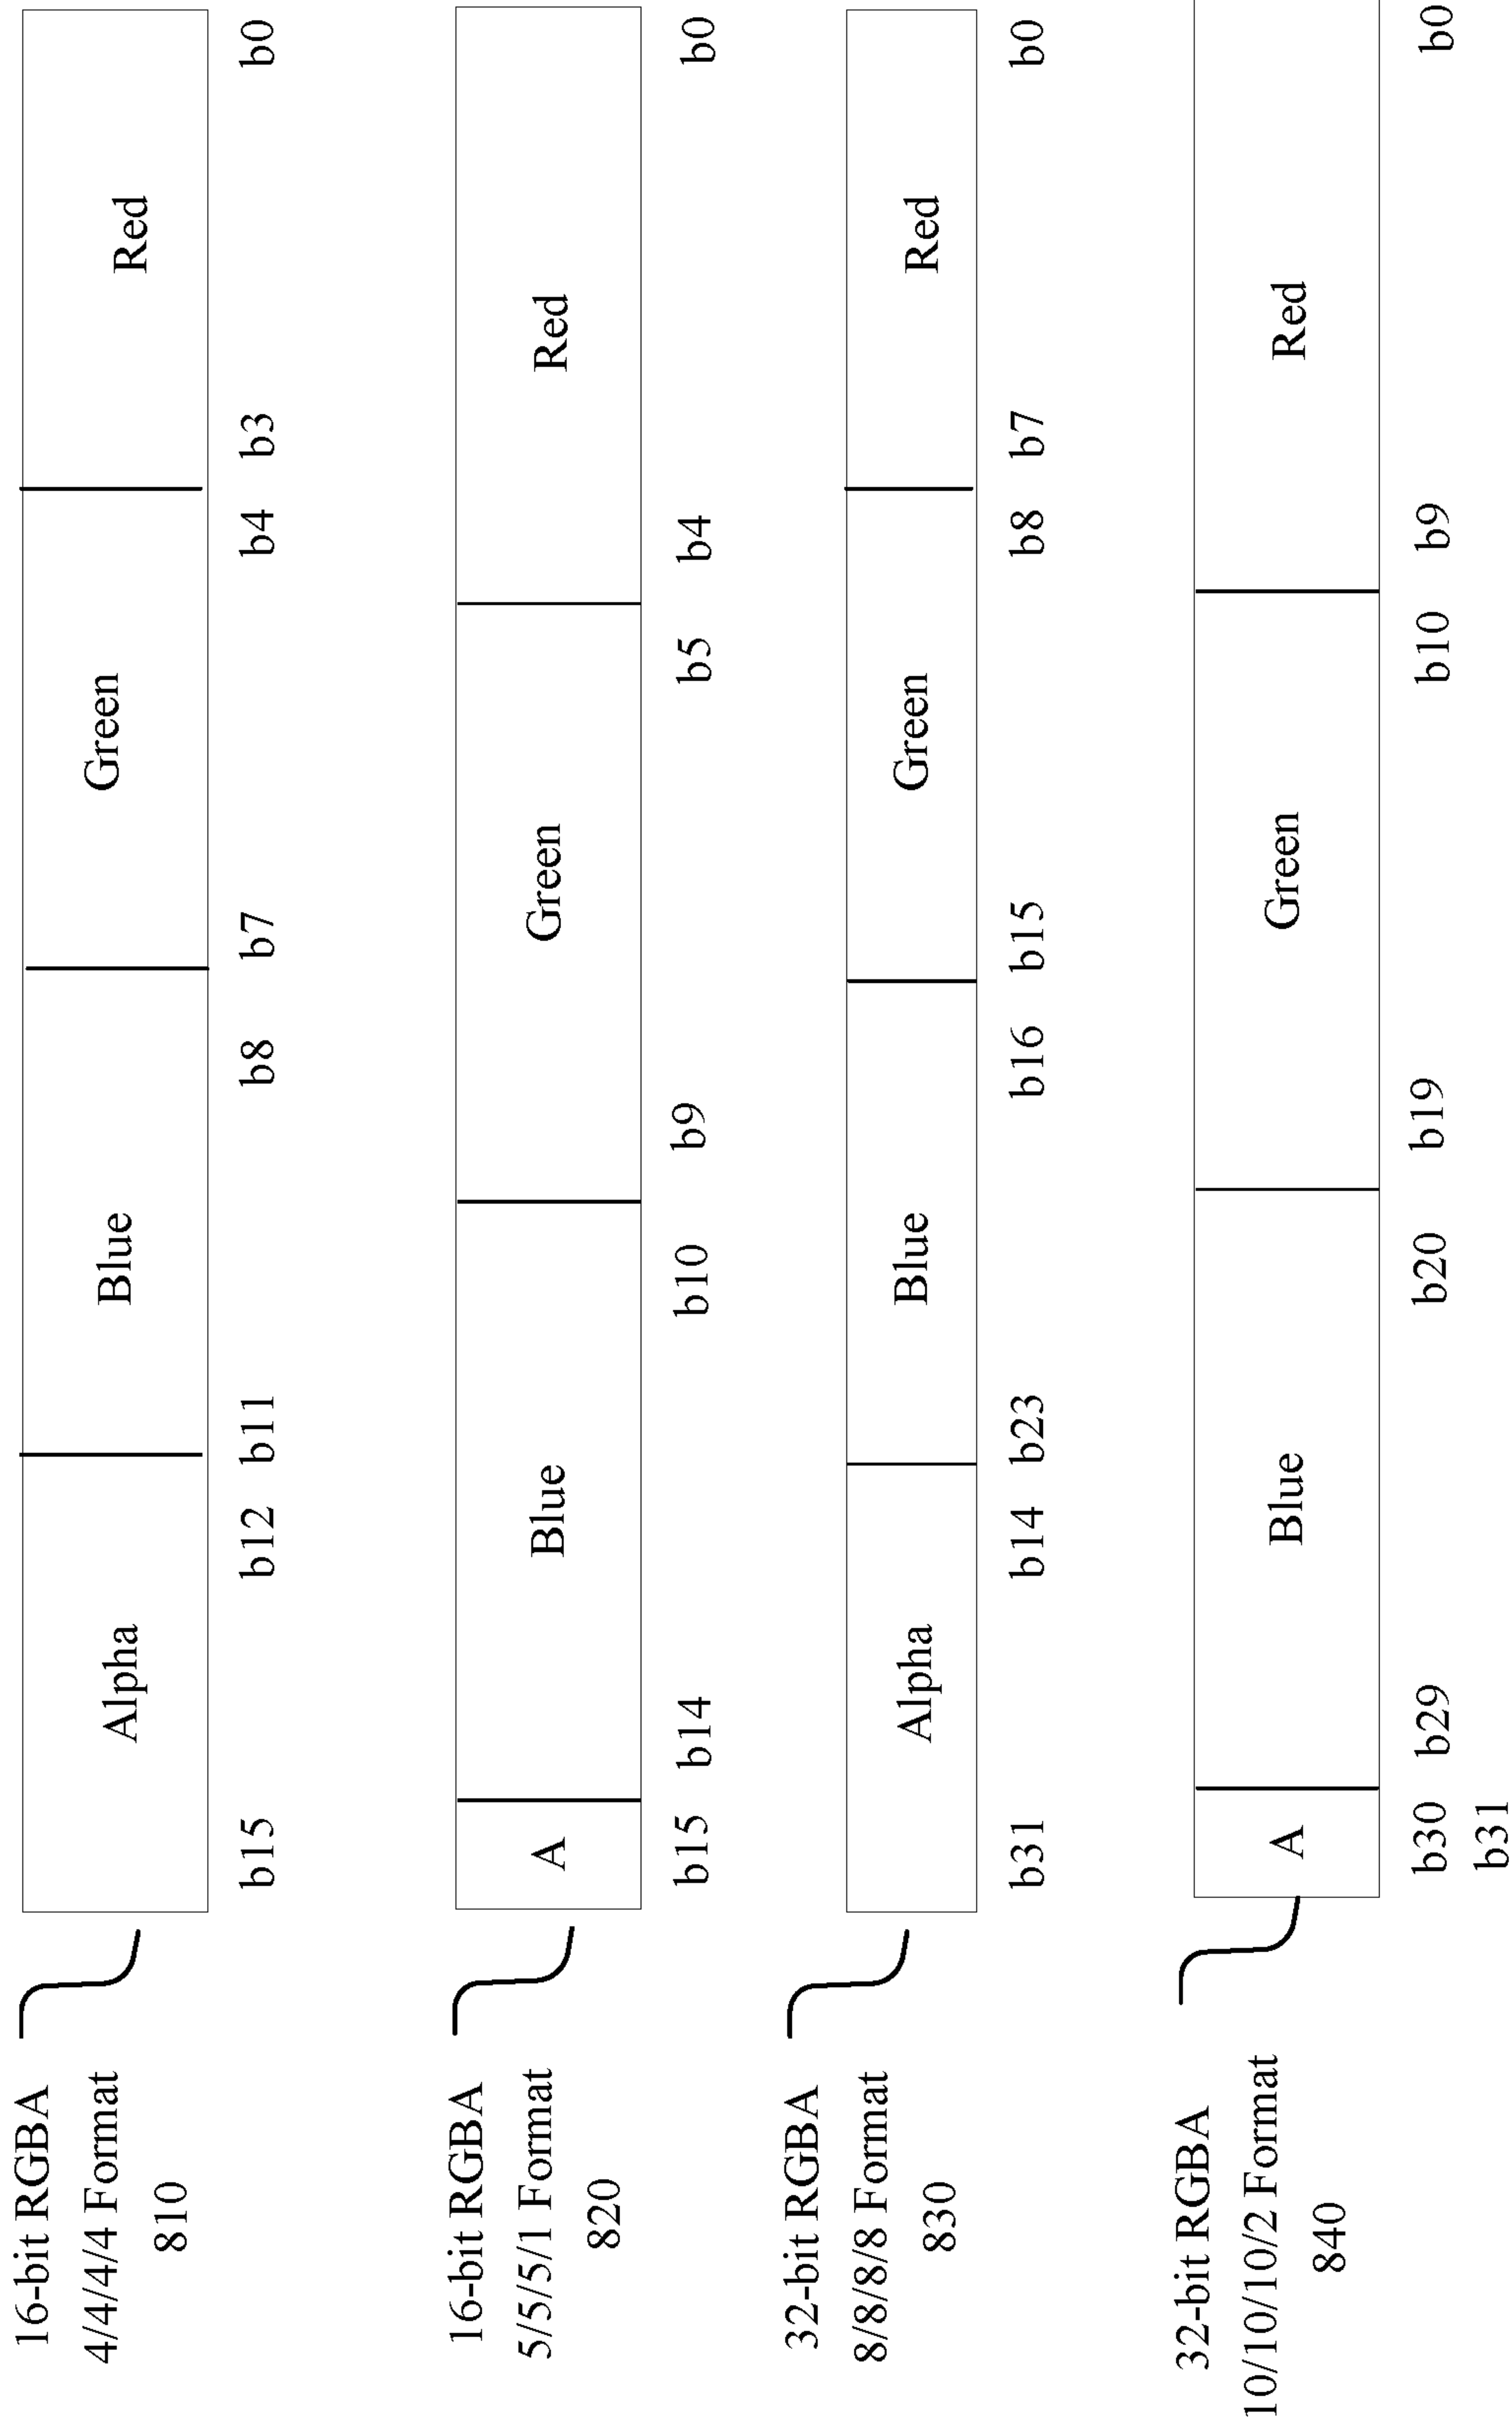 16-bit RGBA
4/4/4/4 Format
810
Alpha Blue Green Red
b15 b12 b11 b8 b7 b4 b3 b0
16-bit RGBA
5/5/5/1 Format
820
A Blue Green Red
b15 b14 b10 b9 b5 b4 b0
32-bit RGBA
8/8/8/8 Format
830
Alpha Blue Green Red
b31 b14 b23 b16 b15 b8 b7 b0
32-bit RGBA
10/10/10/2 Format
840
A Blue Green Red
b30 b29 b20 b19 b10 b9 b0
b31